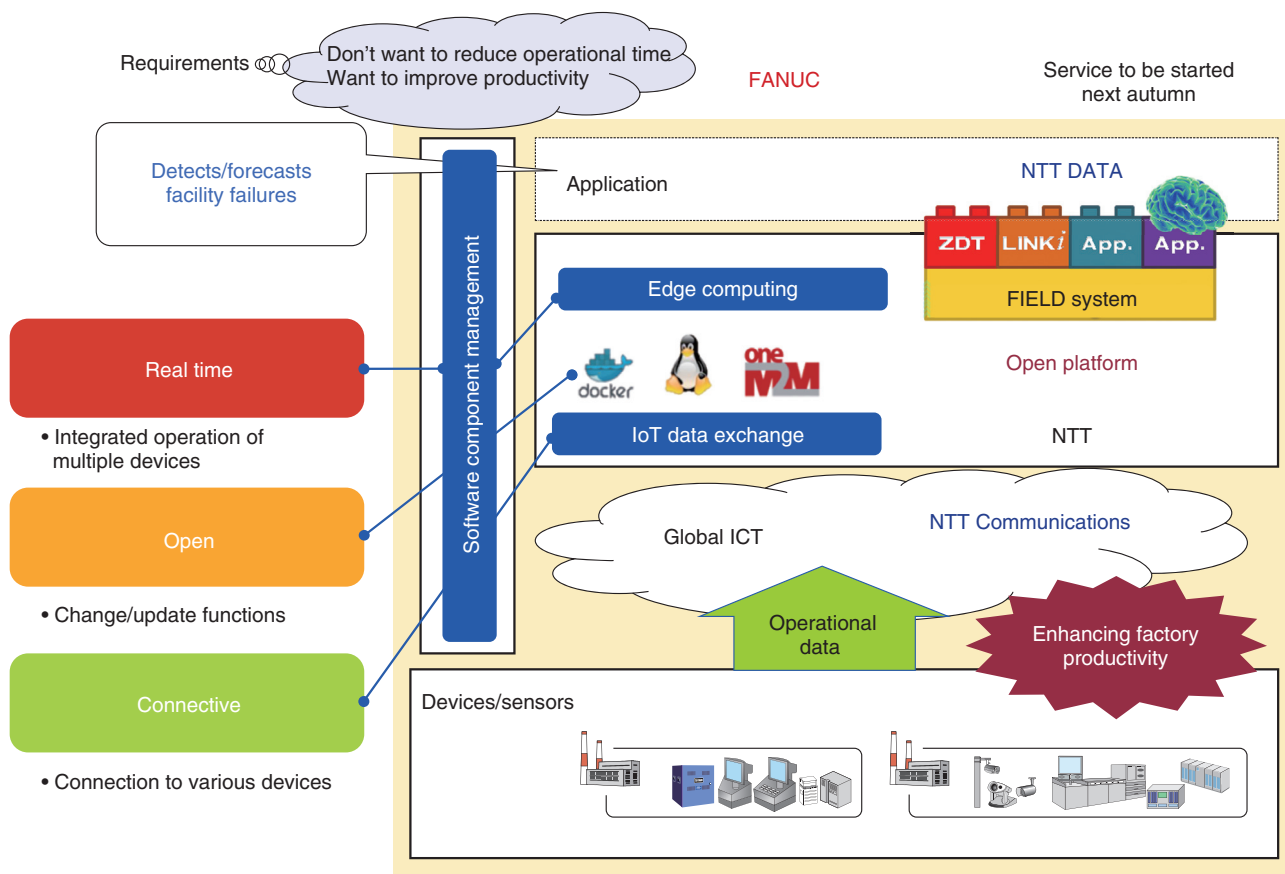 Requirements
Don't want to reduce operational time
Want to improve productivity
FANUC
Service to be started
next autumn
Detects/forecasts
facility failures
Software component management
Application
NTT DATA
ZDT
LINKi
App.
App.
FIELD system
Edge computing
docker
one
M2M
Open platform
IoT data exchange
NTT
Real time
• Integrated operation of
multiple devices
Open
• Change/update functions
Connective
• Connection to various devices
Global ICT
NTT Communications
Operational
data
Enhancing factory
productivity
Devices/sensors